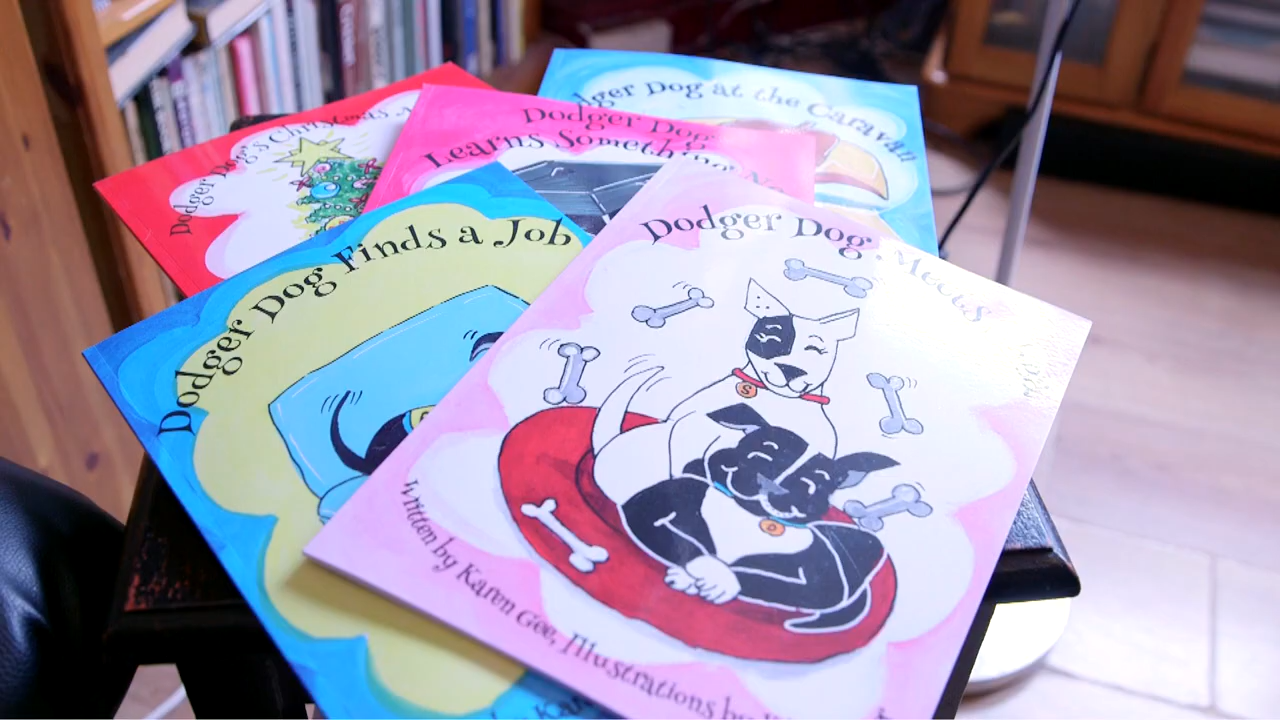 Dodger Dog at the Caravan
Dodger Dog's Christmas
Dodger Dog
Learns Something
Dodger Dog Finds a Job
Dodger Dog Meets
S
D
Written by Karen Gee, Illustrations by